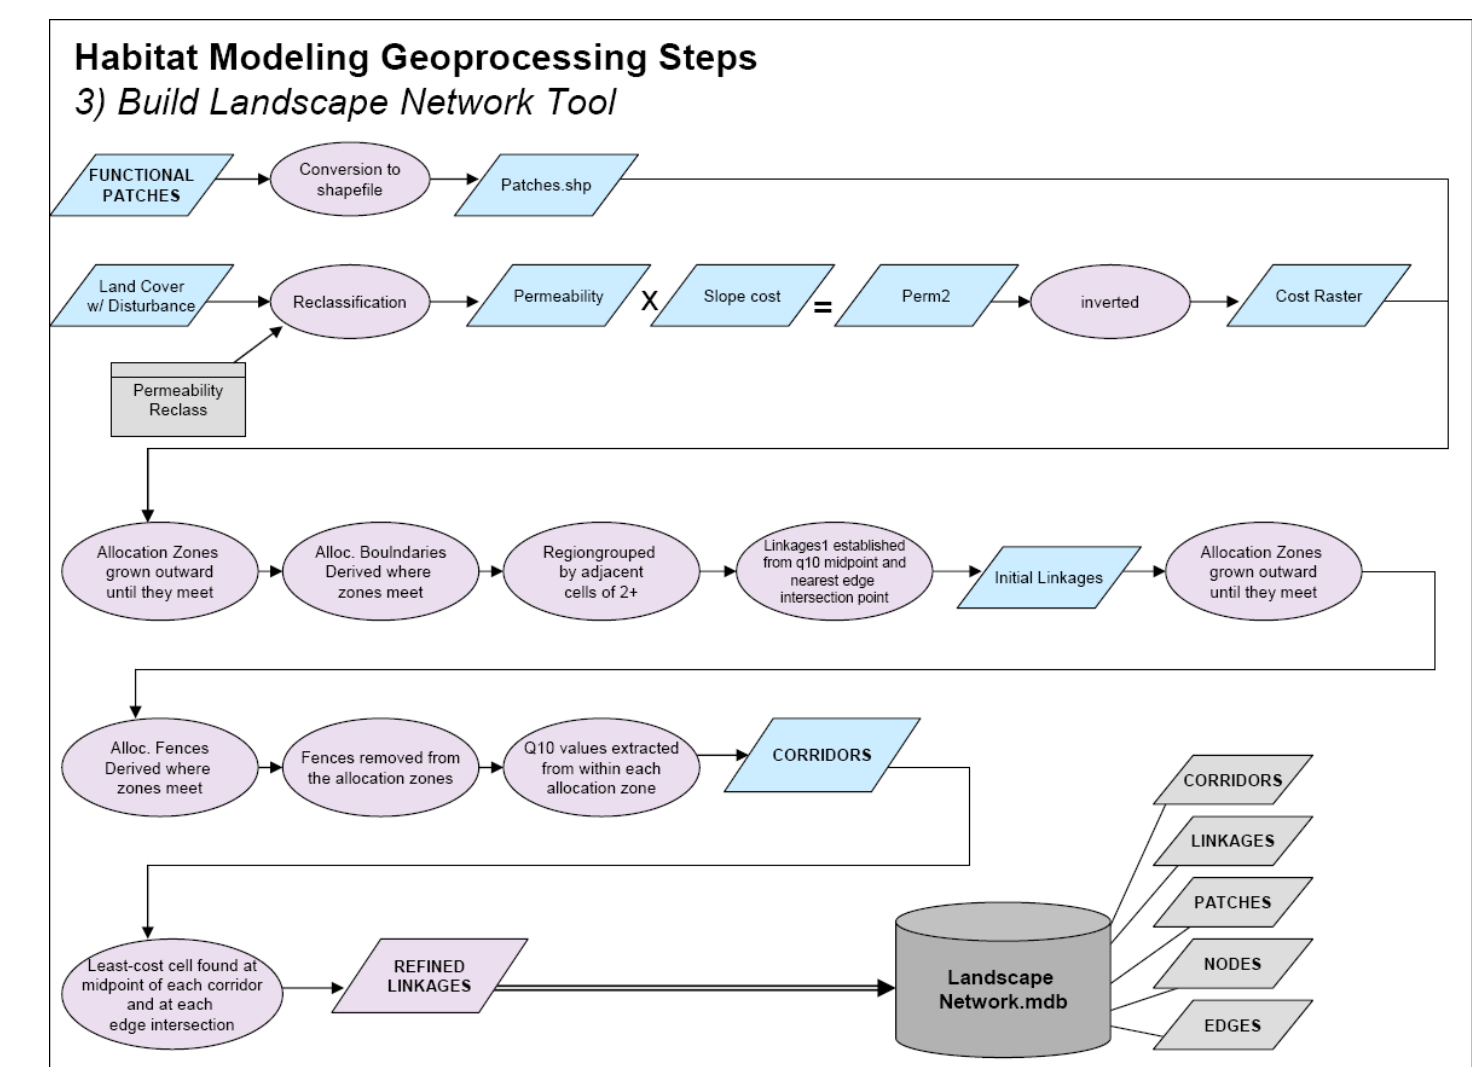 Habitat Modeling Geoprocessing Steps
3) Build Landscape Network Tool
FUNCTIONAL
PATCHES
Conversion to
shapefile
Patches.shp
Land Cover
w/ Disturbance
Reclassification
Permeability
X
Slope cost
=
Perm2
inverted
Cost Raster
Permeability
Reclass
Allocation Zones
grown outward
until they meet
Alloc. Boulndaries
Derived where
zones meet
Regiongrouped
by adjacent
cells of 2+
Linkages1 established
from q10 midpoint and
nearest edge
intersection point
Initial Linkages
Allocation Zones
grown outward
until they meet
Alloc. Fences
Derived where
zones meet
Fences removed from
the allocation zones
Q10 values extracted
from within each
allocation zone
CORRIDORS
Least-cost cell found at
midpoint of each corridor
and at each
edge intersection
REFINED
LINKAGES
Landscape
Network.mdb
CORRIDORS
LINKAGES
PATCHES
NODES
EDGES